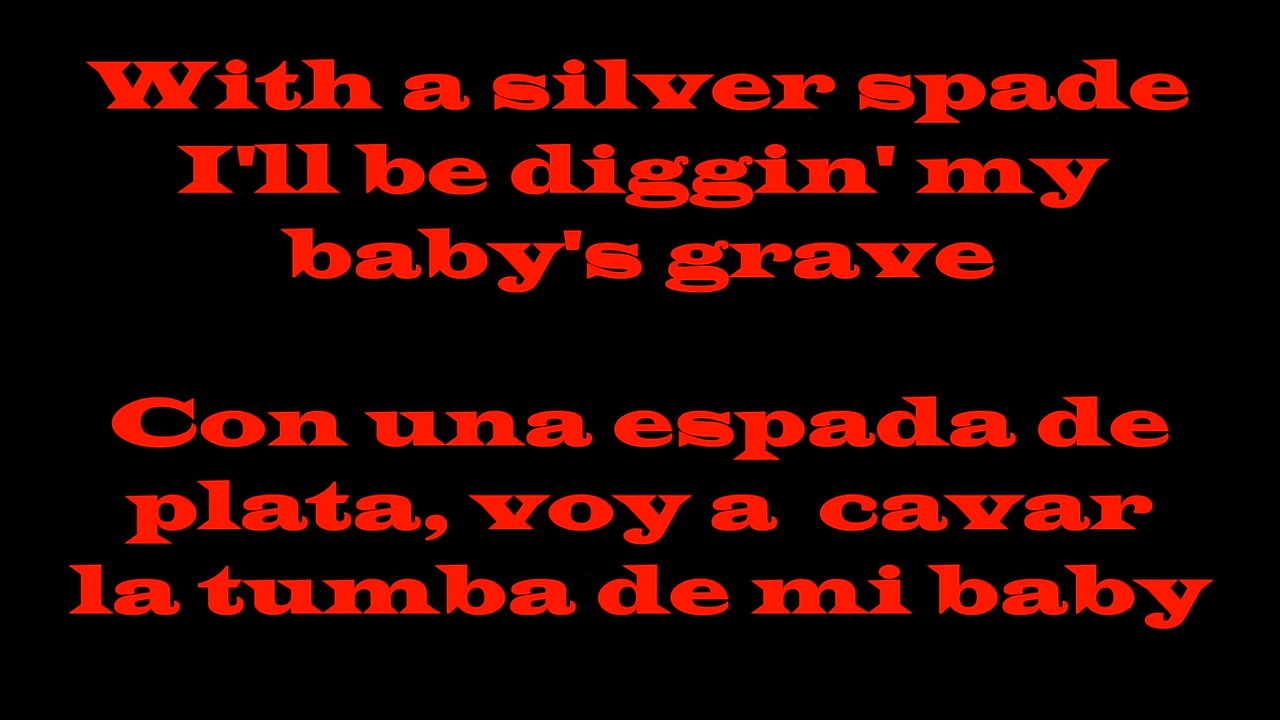 With a silver spade
I'll be diggin' my
baby's grave
Con una espada de
plata, voy a cavar
la tumba de mi baby